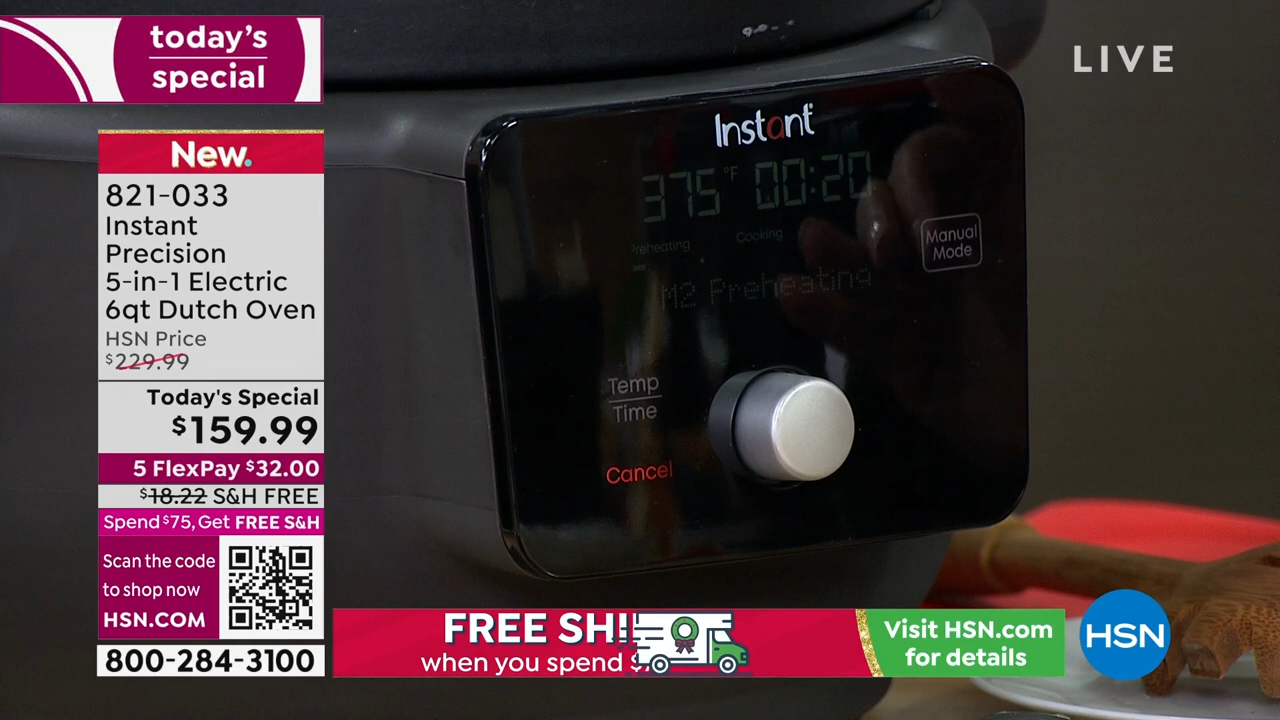 today's
special
LIVE
New.
821-033
Instant
Precision
5-in-1 Electric
6qt Dutch Oven
HSN Price
$229.99
Today's Special
$159.99
5 FlexPay $32.00
$18.22 S&H FREE
Spend $75, Get FREE S&H
Scan the code
to shop now
HSN.COM
800-284-3100
Instant
375 °F 00:20
Preheating Cooking
M2 Preheating
Manual
Mode
Temp
Time
Cancel
FREE
when you spend
Visit HSN.com
for details
HSN